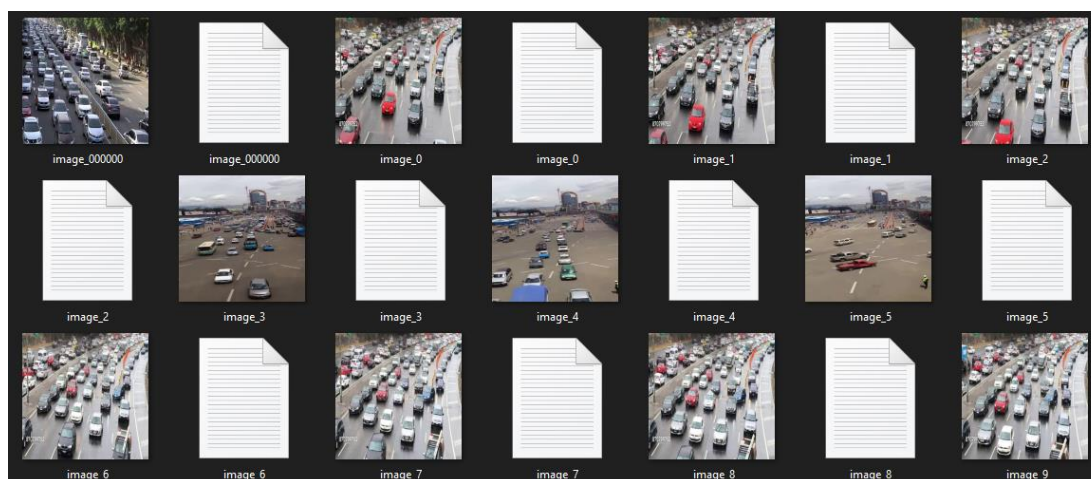 image_000000 image_000000 image_0 image_0 image_1 image_1 image_2
image_2 image_3 image_3 image_4 image_4 image_5 image_5
image_6 image_6 image_7 image_7 image_8 image_8 image_9